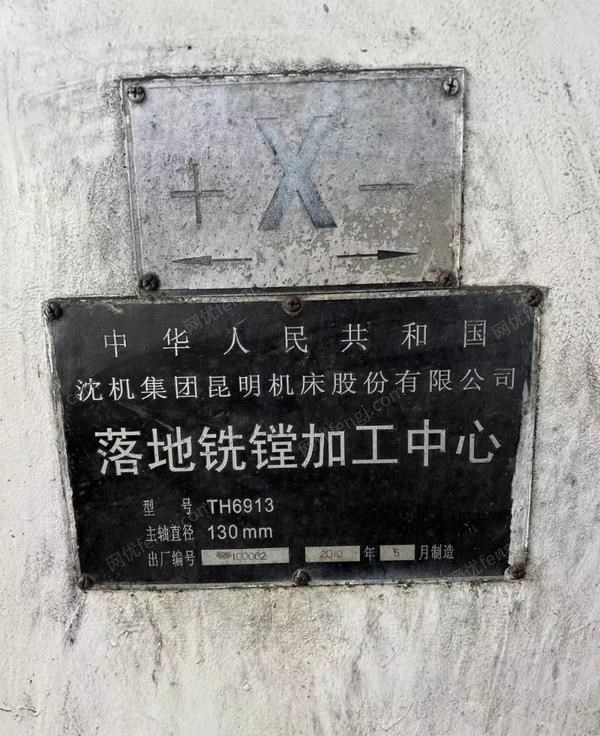 + X −
中华人民共和国
沈机集团昆明机床股份有限公司
落地铣镗加工中心
型 号 TH6913
主轴直径 130 mm
出厂编号 100002 2010 年 5 月制造